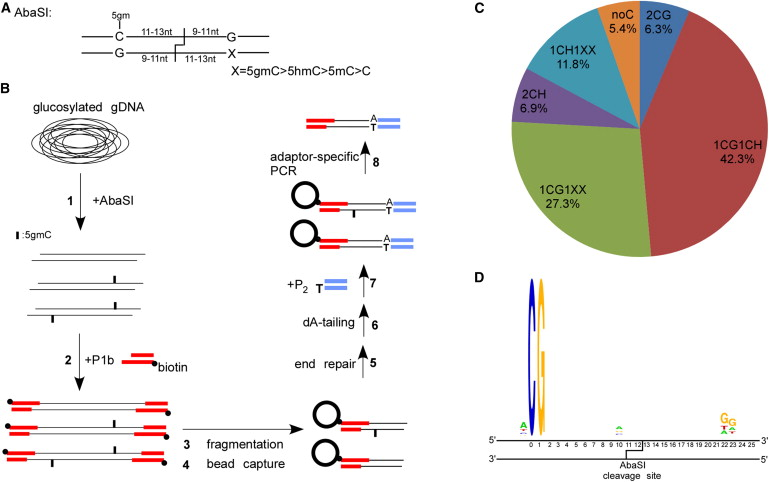 A
AbaSI:
5gm
C 11-13nt 9-11nt G
G 9-11nt 11-13nt X
X=5gmC>5hmC>5mC>C
B
glucosylated gDNA
1 +AbaSI
:5gmC
2 +P1b
biotin
3 fragmentation
4 bead capture
end repair 5
dA-tailing 6
+P2 T 7
A
T
A
T
adaptor-specific
PCR
8
A
T
C
noC
5.4%
2CG
6.3%
1CH1XX
11.8%
2CH
6.9%
1CG1CH
42.3%
1CG1XX
27.3%
D
A C G A G G
T T
A A
5' 3'
0 1 2 3 4 5 6 7 8 9 10 11 12 13 14 15 16 17 18 19 20 21 22 23 24 25
3' 5'
AbaSI
cleavage site